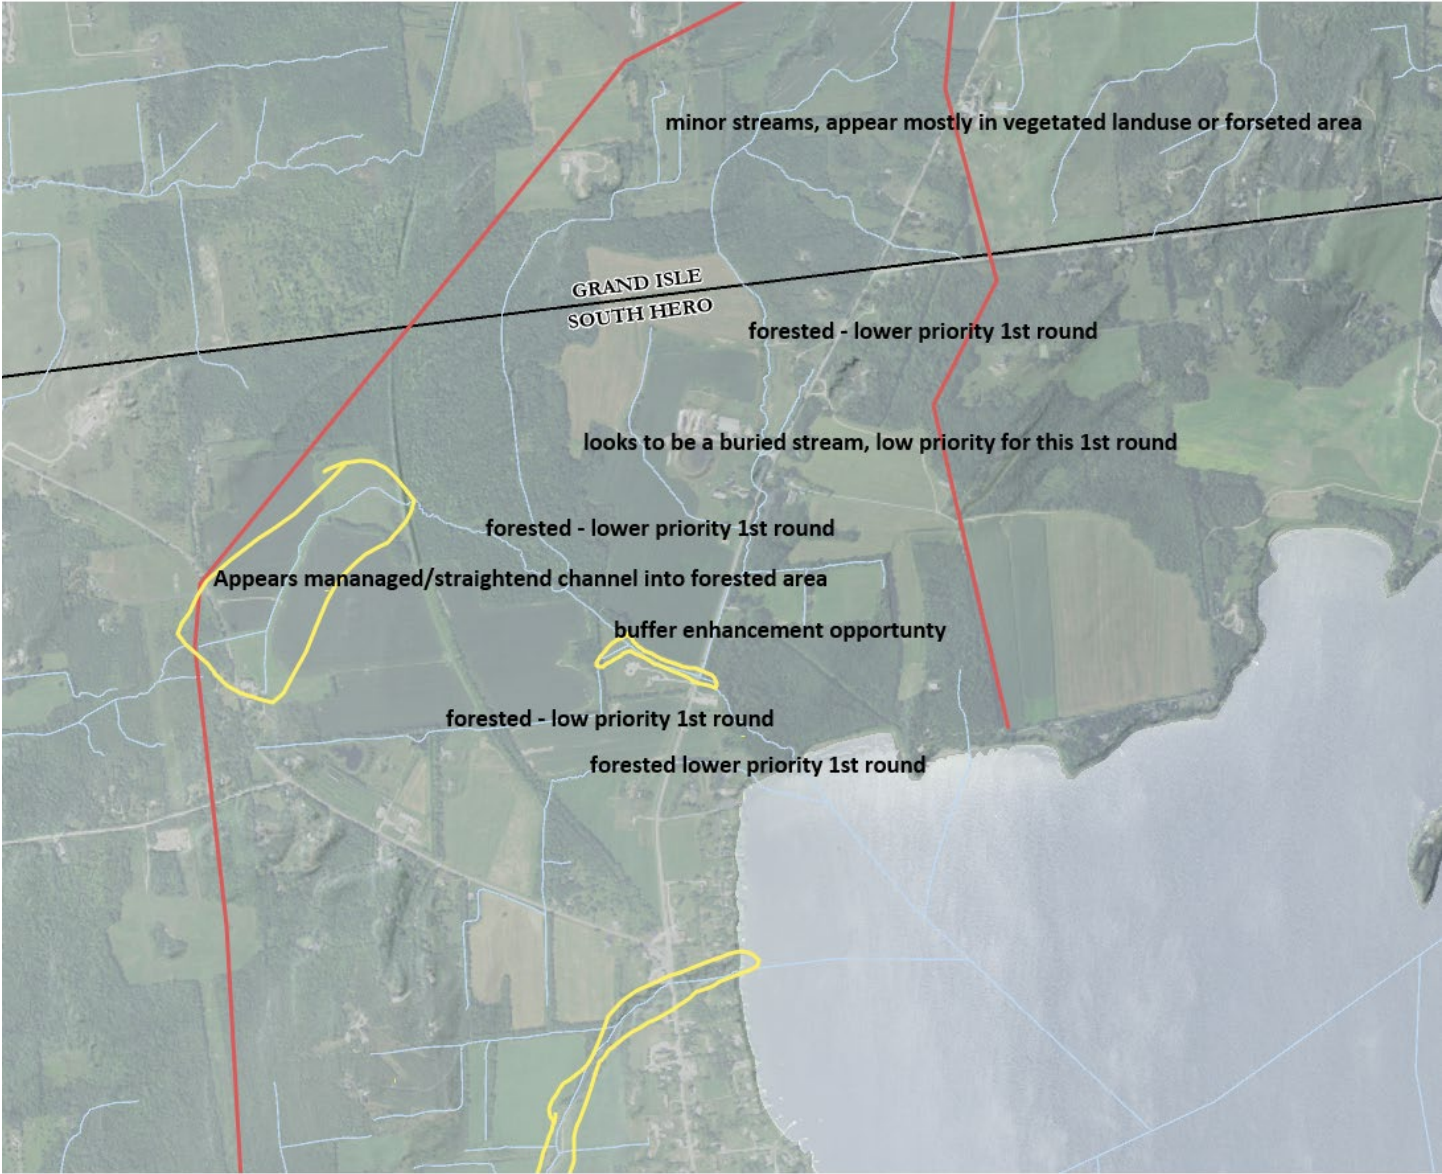 minor streams, appear mostly in vegetated landuse or forseted area
GRAND ISLE
SOUTH HERO
forested - lower priority 1st round
looks to be a buried stream, low priority for this 1st round
forested - lower priority 1st round
Appears mananaged/straightend channel into forested area
buffer enhancement opportunty
forested - low priority 1st round
forested lower priority 1st round